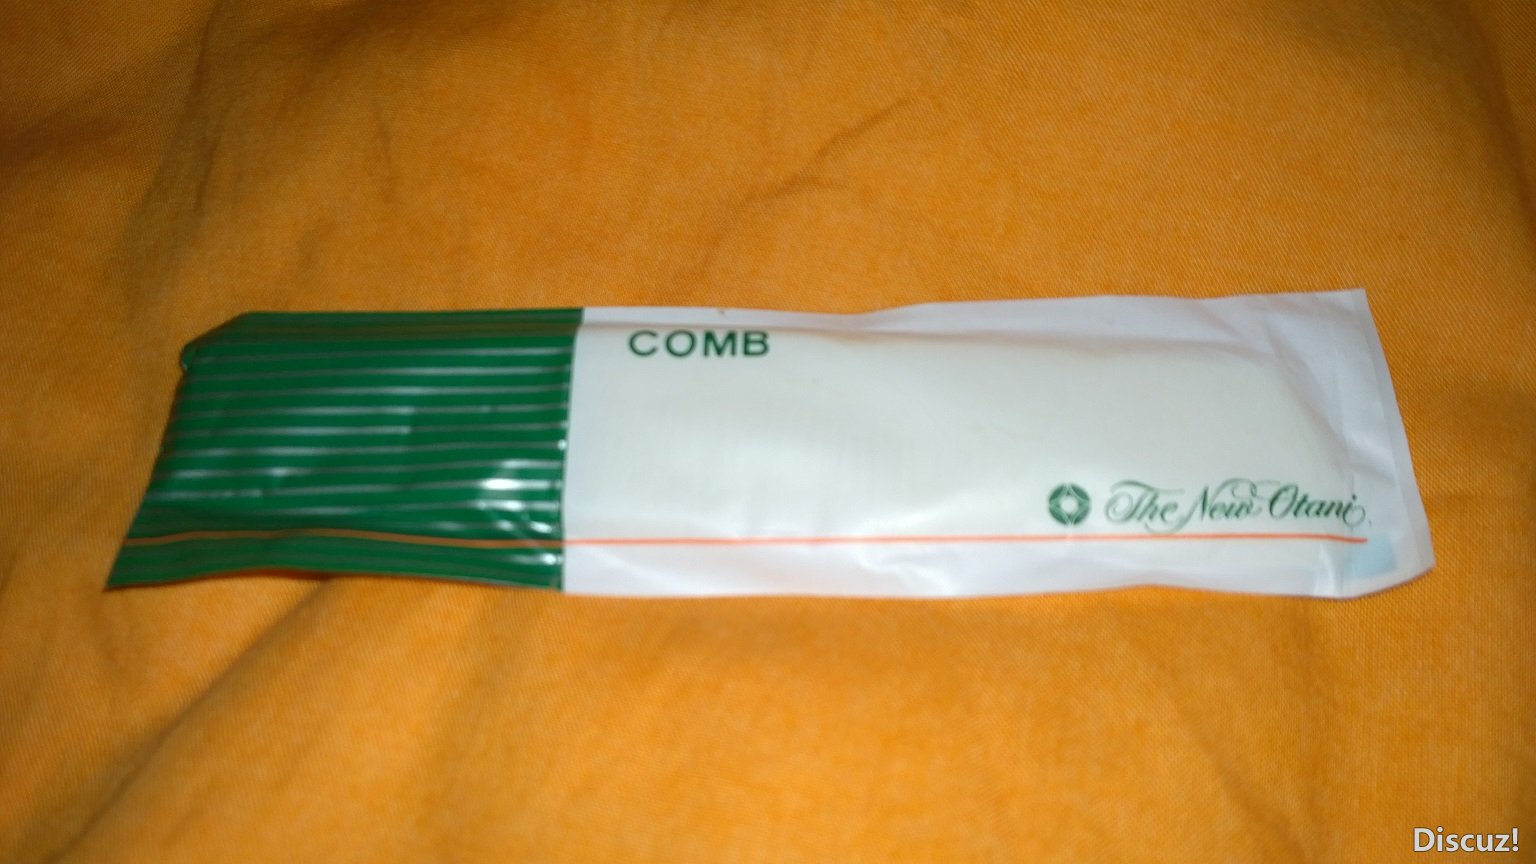 COMB
The New Otani
Discuz!